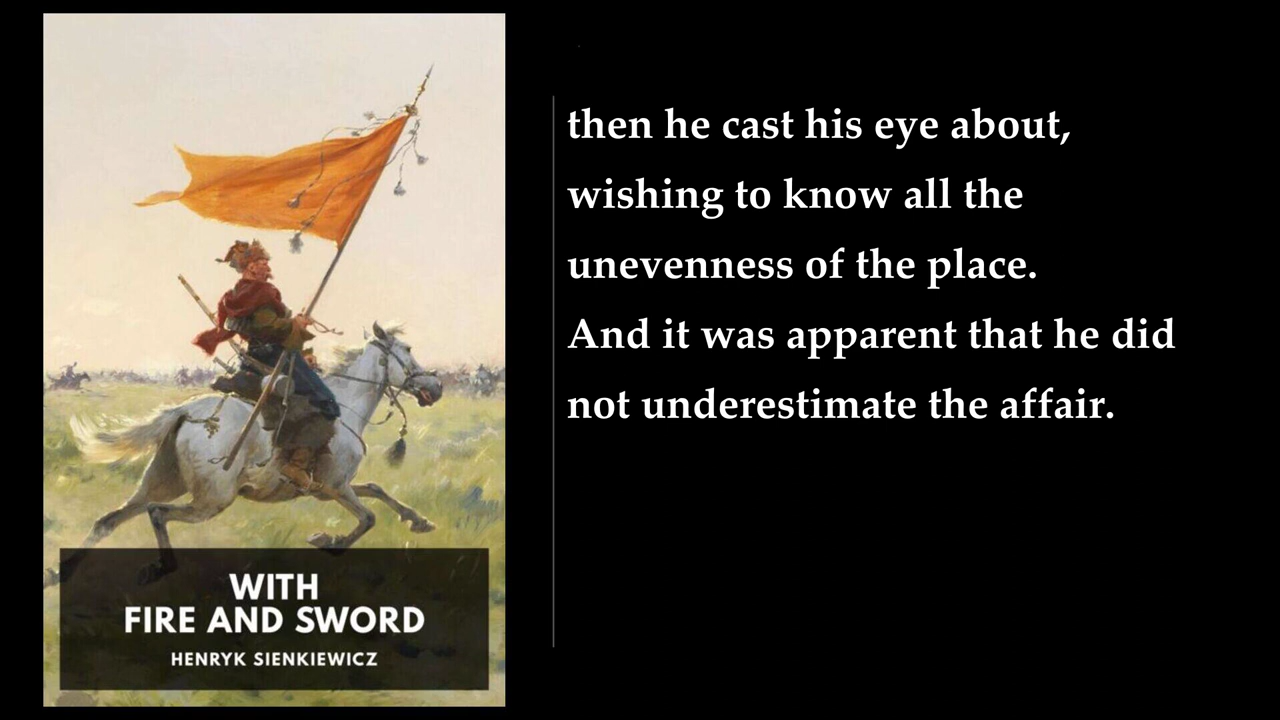 WITH
FIRE AND SWORD
HENRYK SIENKIEWICZ
then he cast his eye about,
wishing to know all the
unevenness of the place.
And it was apparent that he did
not underestimate the affair.